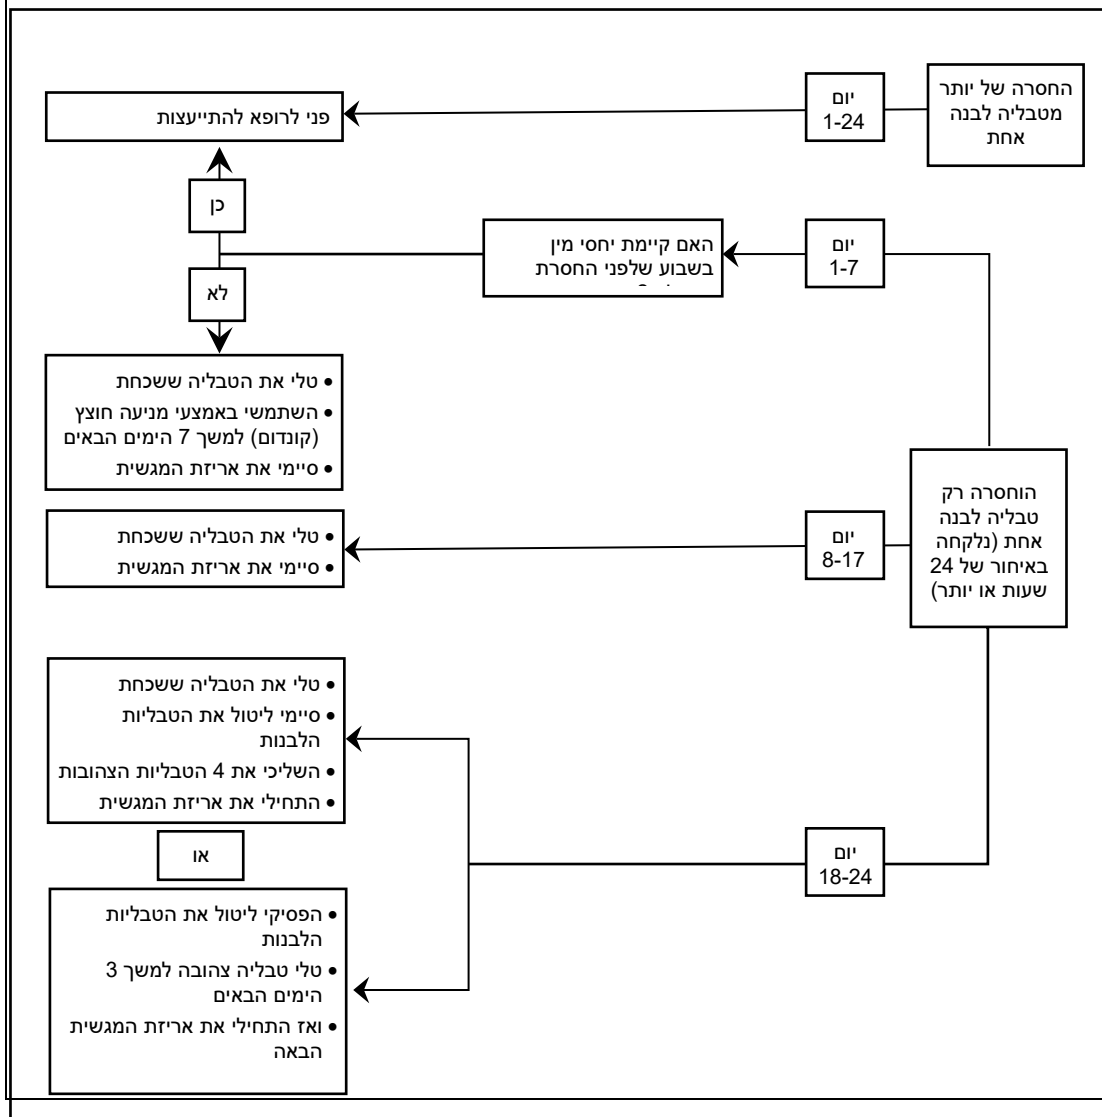 החסרה של יותר
מטבליה לבנה
אחת
יום
1-24
פני לרופא להתייעצות
כן
יום
1-7
האם קיימת יחסי מין
בשבוע שלפני החסרת
לא
• טלי את הטבליה ששכחת
• השתמשי באמצעי מניעה חוצץ
(קונדום) למשך 7 הימים הבאים
• סיימי את אריזת המגשית
הוחסרה רק
טבליה לבנה
אחת (נלקחה
באיחור של 24
שעות או יותר)
יום
8-17
• טלי את הטבליה ששכחת
• סיימי את אריזת המגשית
יום
18-24
• טלי את הטבליה ששכחת
• סיימי ליטול את הטבליות
הלבנות
• השליכי את 4 הטבליות הצהובות
• התחילי את אריזת המגשית
או
• הפסיקי ליטול את הטבליות
הלבנות
• טלי טבליה צהובה למשך 3
הימים הבאים
• ואז התחילי את אריזת המגשית
הבאה